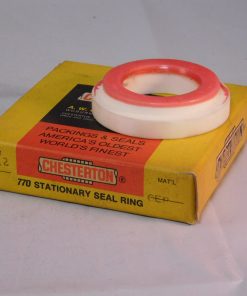 A. W.
PACKINGS & SEALS
AMERICA'S OLDEST
WORLD'S FINEST
CHESTERTON®
770 STATIONARY SEAL RING
MAT'L